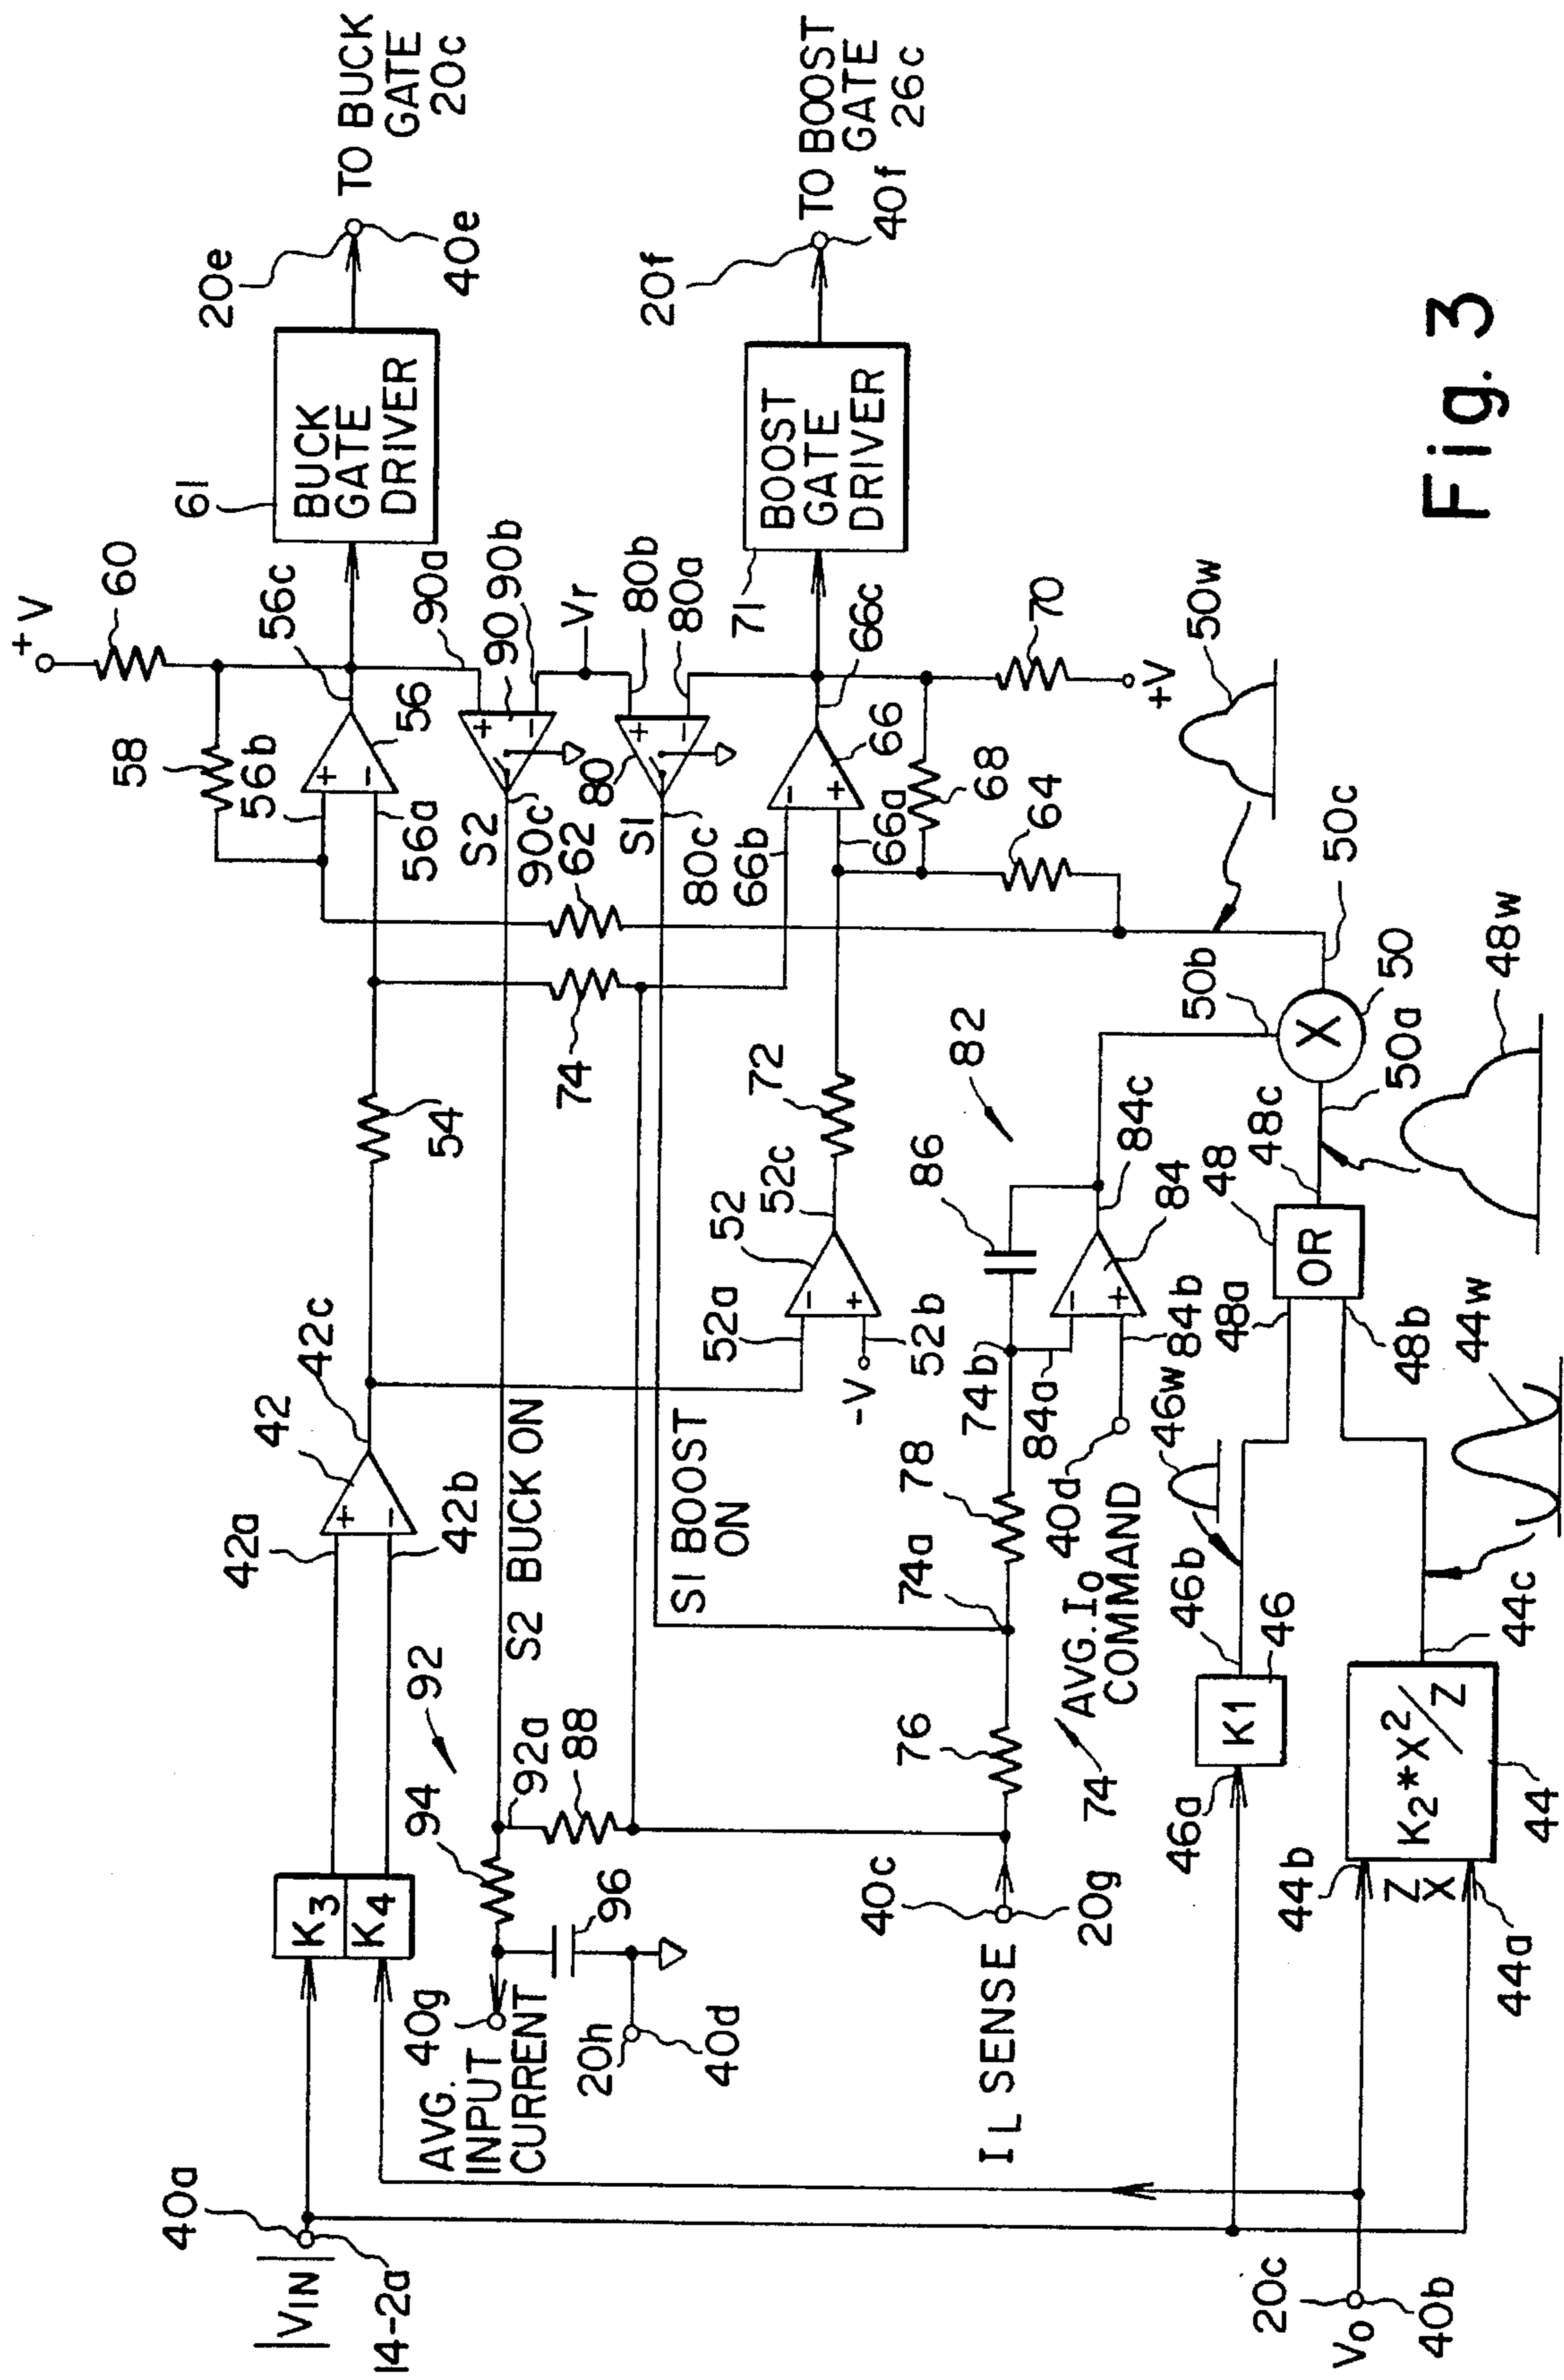 +V
60
58
56b
56a
56c
56
61
BUCK
GATE
DRIVER
20e
40e
TO BUCK
GATE
20c
90a
90
90b
S2
90c
Vr
80b
80a
80
S1
80c
62
74
54
42c
42
42a
42b
K3
K4
40a
|VIN|
14-2a
S2 BUCK ON
92
92a
94
88
96
40g
AVG.
INPUT
CURRENT
20h
40d
S1 BOOST
ON
66b
66a
66c
66
68
64
70
+V
71
BOOST
GATE
DRIVER
20f
40f
TO BOOST
GATE
26c
72
52c
52
52a
52b
-V
82
86
84c
84
84b
84a
74b
78
74a
40d
AVG. Io
COMMAND
74
76
40c
20g
IL SENSE
50w
50c
50b
50
X
50a
48w
48c
48
OR
48a
48b
46w
46b
46
K1
46a
44w
44c
K2*X²/Z
44
44b
Z
X
44a
20c
Vo
40b
+
-
+
-
+
-
+
-
-
+
-
+
-
+
Fig. 3